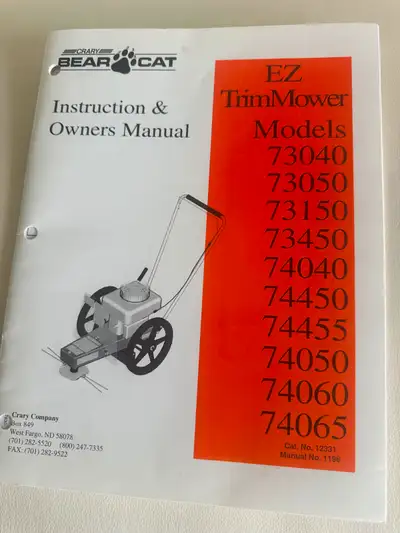 CRARY
BEAR CAT
Instruction &
Owners Manual
EZ
TrimMower
Models
73040
73050
73150
73450
74040
74450
74455
74050
74060
74065
Cat. No. 12331
Manual No. 1196
Crary Company
Box 849
West Fargo, ND 58078
(701) 282-5520 (800) 247-7335
FAX: (701) 282-9522